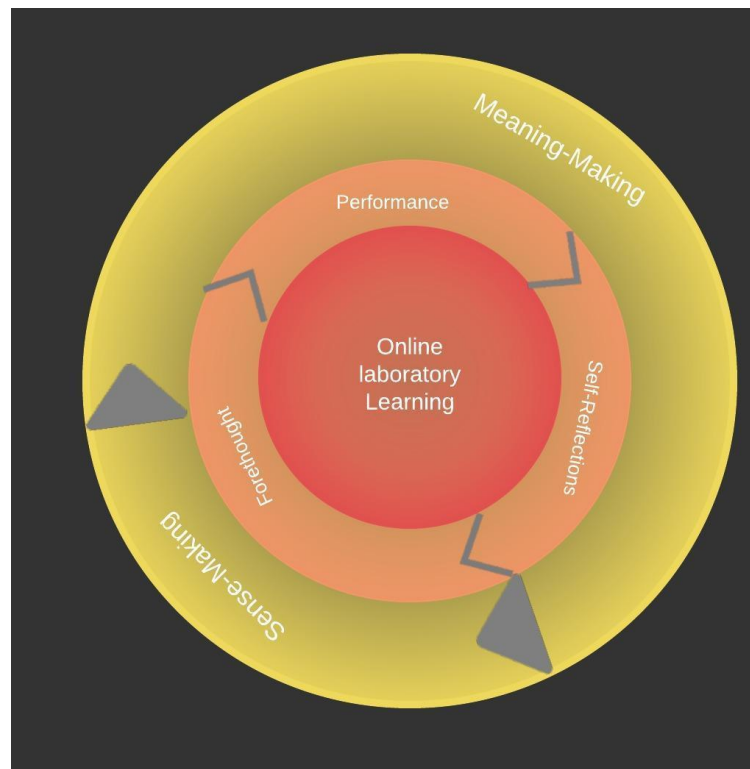 Meaning-Making
Performance
Online
laboratory
Learning
Self-Reflections
Forethought
Sense-Making